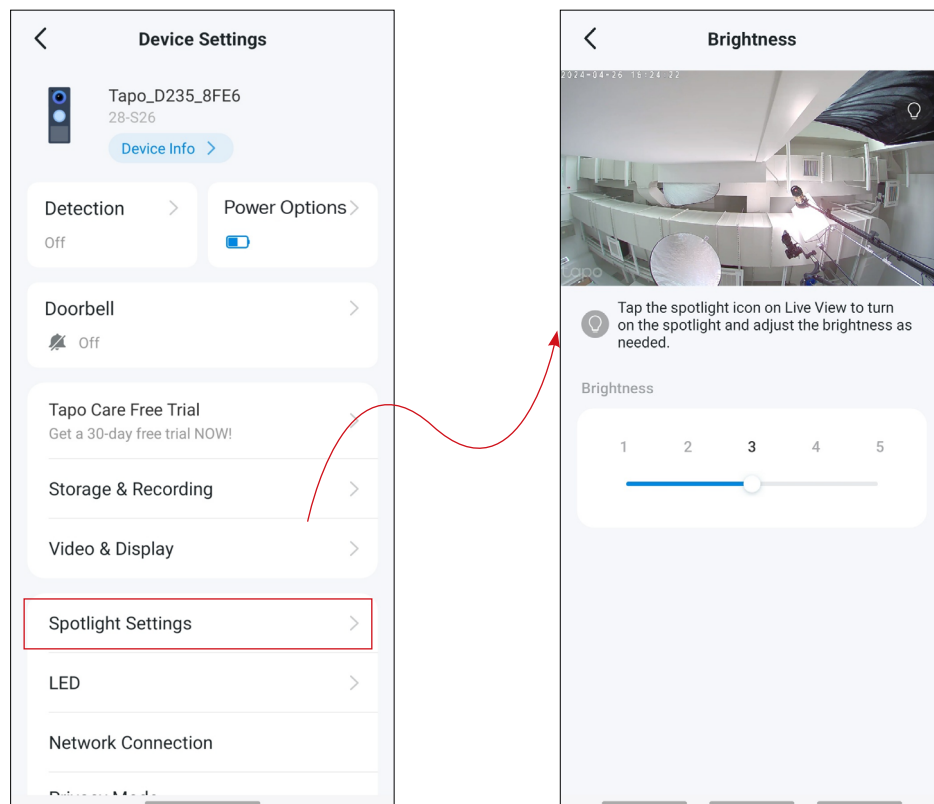 Device Settings
Tapo_D235_8FE6
28-S26
Device Info
Detection
Off
Power Options
Doorbell
Off
Tapo Care Free Trial
Get a 30-day free trial NOW!
Storage & Recording
Video & Display
Spotlight Settings
LED
Network Connection
Privacy Mode
Brightness
2024-04-26 16:24:22
tapo
Tap the spotlight icon on Live View to turn
on the spotlight and adjust the brightness as
needed.
Brightness
1 2 3 4 5